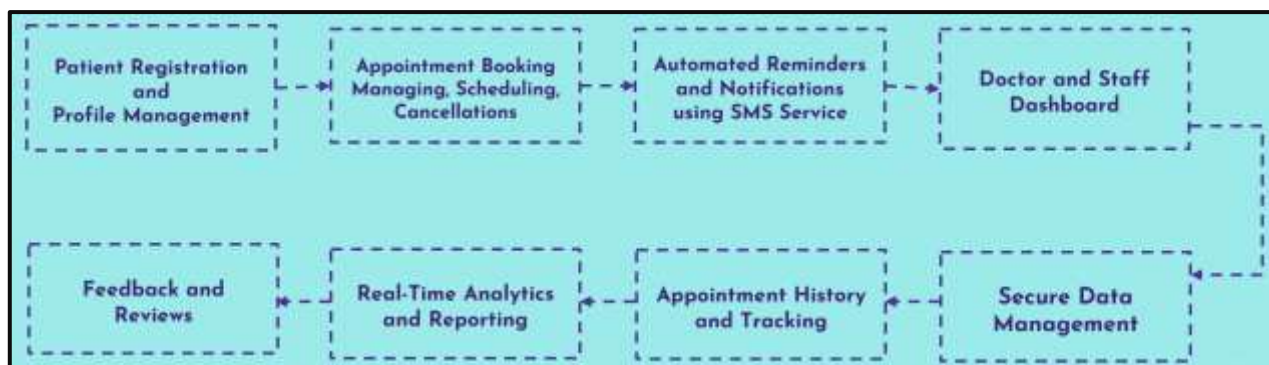 Patient Registration
and
Profile Management
Appointment Booking
Managing, Scheduling,
Cancellations
Automated Reminders
and Notifications
using SMS Service
Doctor and Staff
Dashboard
Secure Data
Management
Appointment History
and Tracking
Real-Time Analytics
and Reporting
Feedback and
Reviews